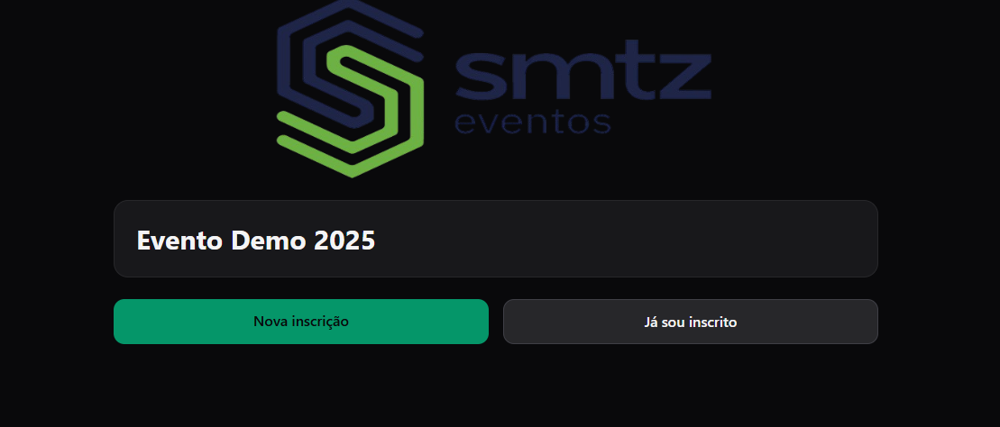 smtz
eventos
Evento Demo 2025
Nova inscrição
Já sou inscrito